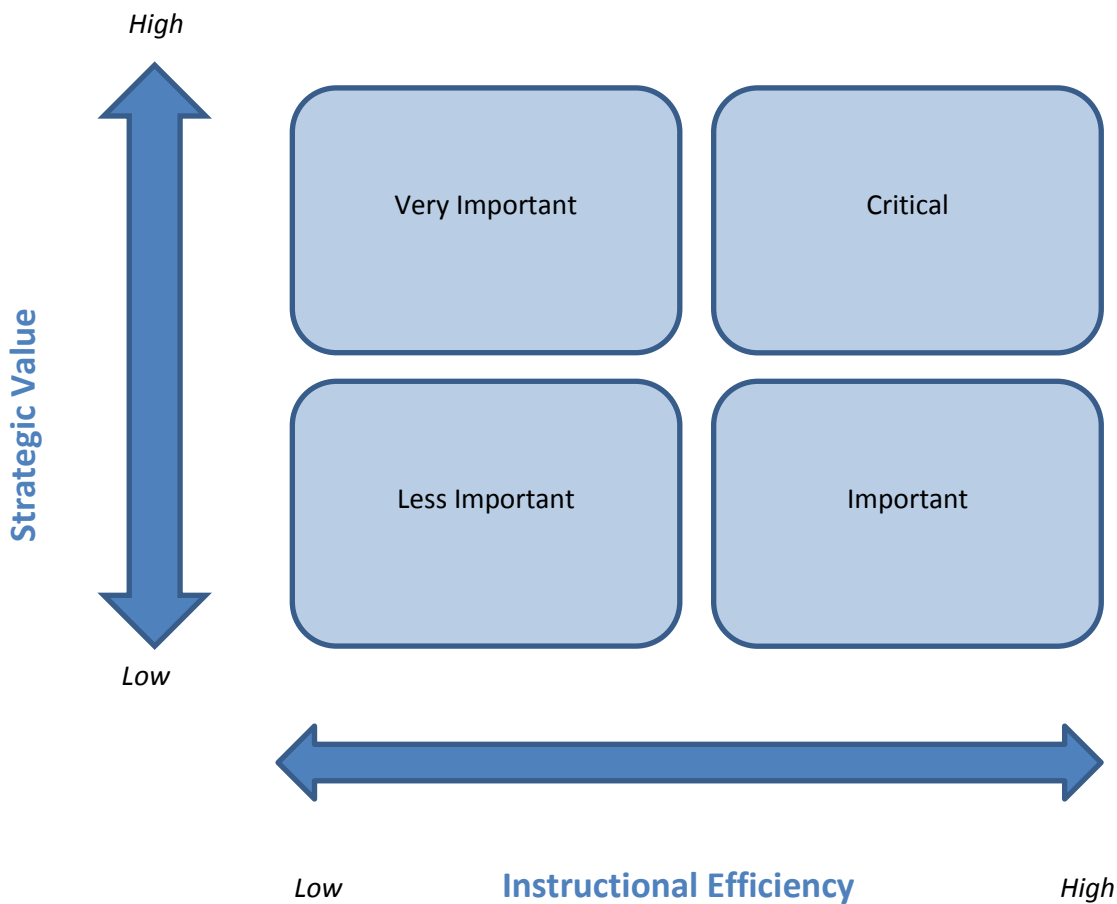 High
Very Important
Critical
Strategic Value
Less Important
Important
Low
Low
Instructional Efficiency
High